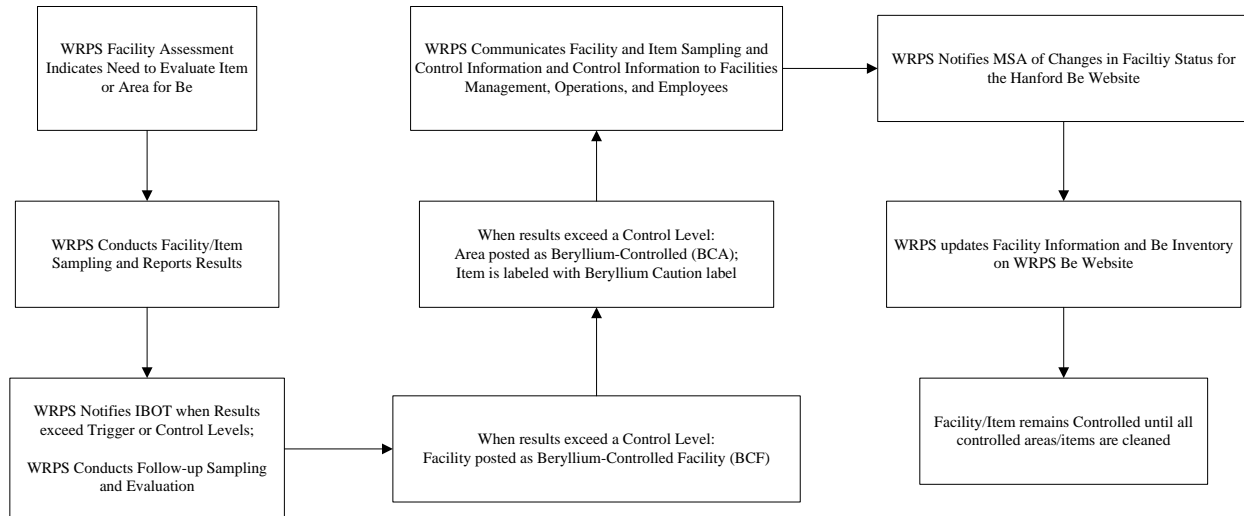 WRPS Facility Assessment
Indicates Need to Evaluate Item
or Area for Be
WRPS Conducts Facility/Item
Sampling and Reports Results
WRPS Notifies IBOT when Results
exceed Trigger or Control Levels;
WRPS Conducts Follow-up Sampling
and Evaluation
When results exceed a Control Level:
Facility posted as Beryllium-Controlled Facility (BCF)
When results exceed a Control Level:
Area posted as Beryllium-Controlled (BCA);
Item is labeled with Beryllium Caution label
WRPS Communicates Facility and Item Sampling and
Control Information and Control Information to Facilities
Management, Operations, and Employees
WRPS Notifies MSA of Changes in Faciltiy Status for
the Hanford Be Website
WRPS updates Facility Information and Be Inventory
on WRPS Be Website
Facility/Item remains Controlled until all
controlled areas/items are cleaned